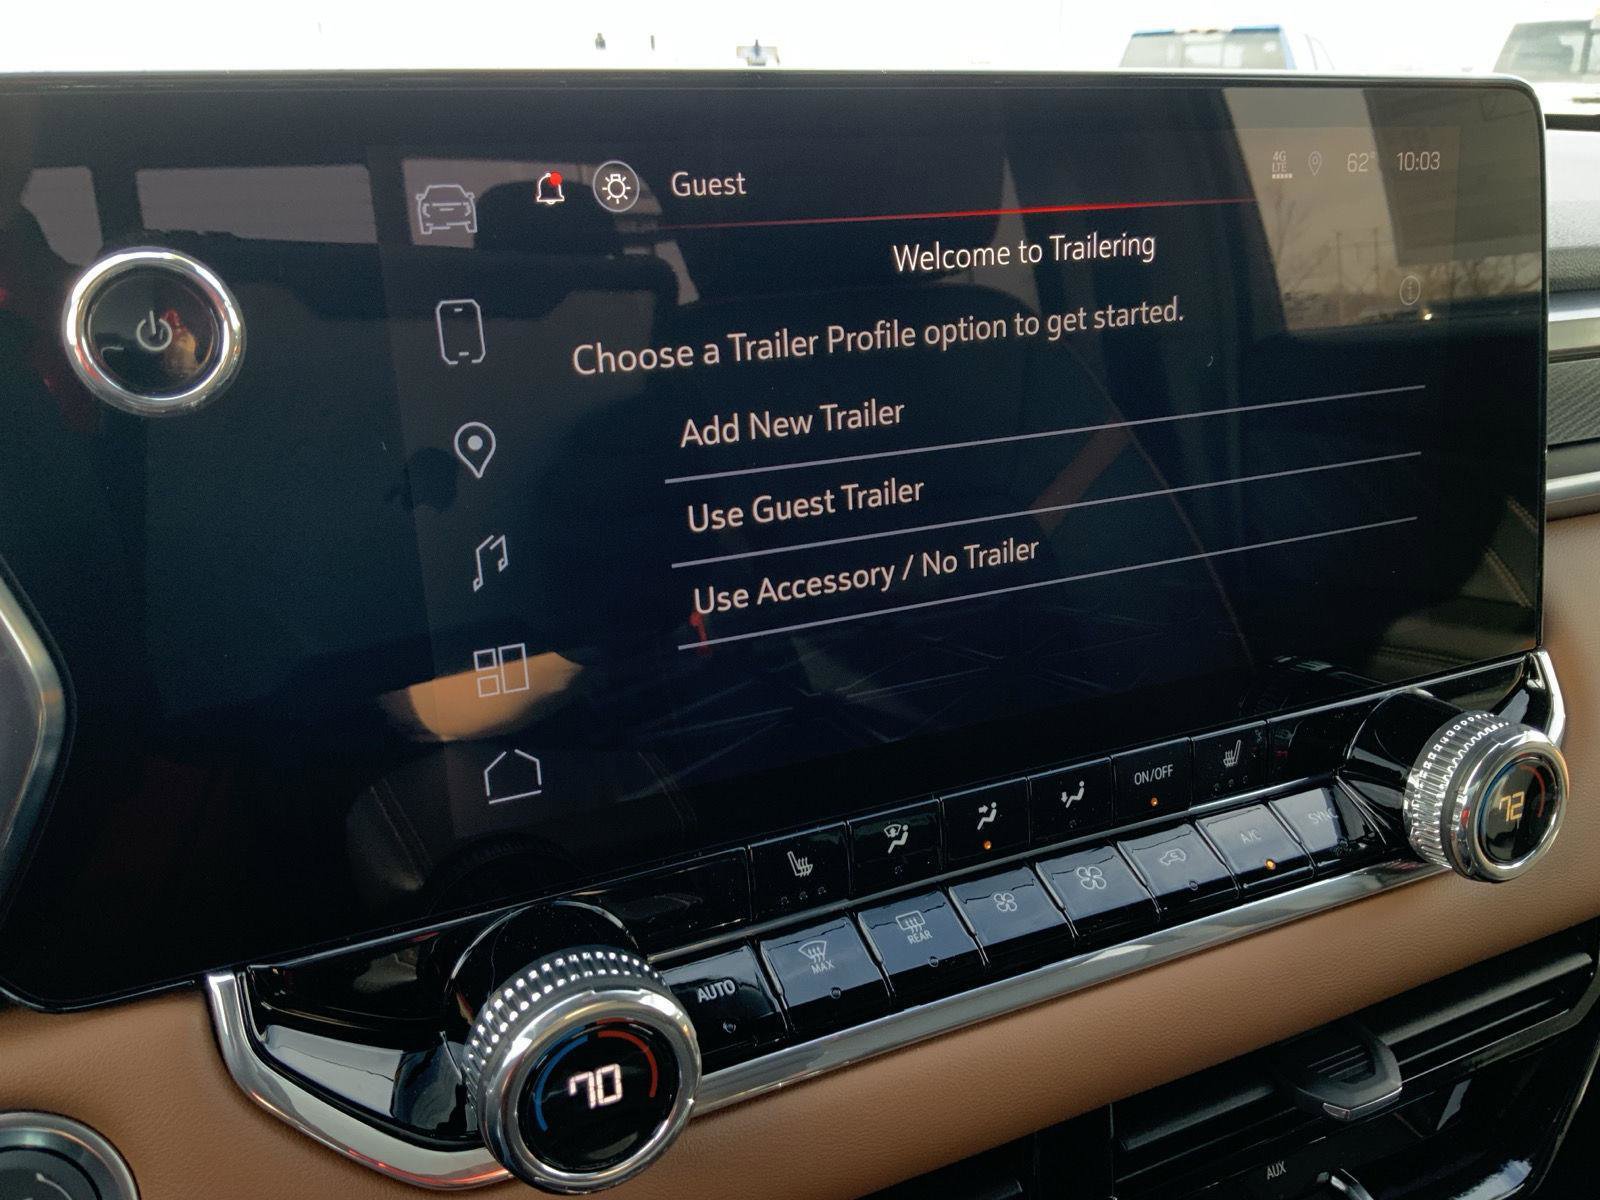 Guest
4G
LTE
62°
10:03
Welcome to Trailering
Choose a Trailer Profile option to get started.
Add New Trailer
Use Guest Trailer
Use Accessory / No Trailer
ON/OFF
72
SYNC
A/C
REAR
MAX
AUTO
70
AUX